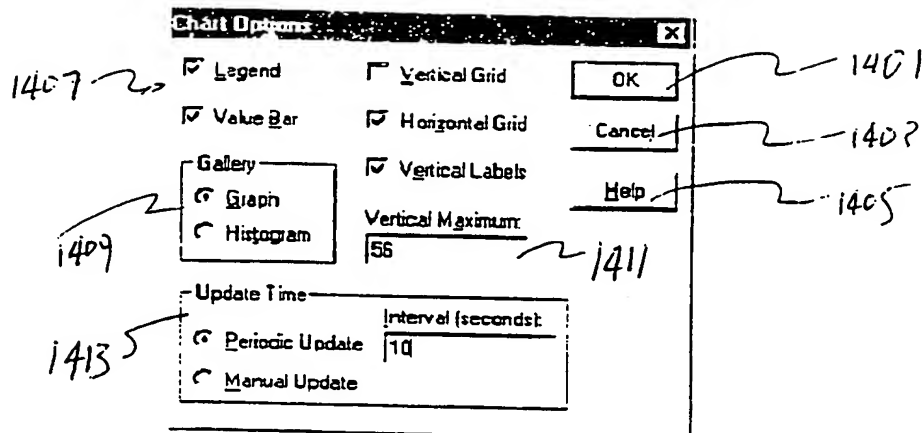 Chart Options
Legend
Vertical Grid
OK
1401
1407
Value Bar
Horizontal Grid
Cancel
1402
Gallery
Vertical Labels
Graph
Help
1405
Histogram
Vertical Maximum:
1409
56
1411
Update Time
Interval (seconds):
Periodic Update
10
1413
Manual Update